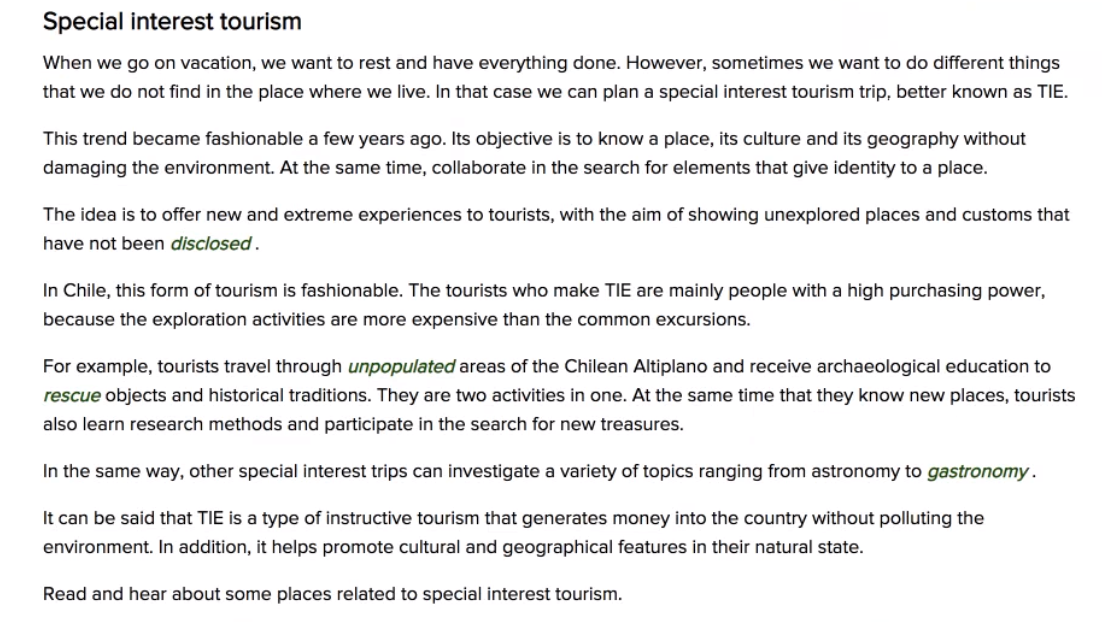 Special interest tourism
When we go on vacation, we want to rest and have everything done. However, sometimes we want to do different things
that we do not find in the place where we live. In that case we can plan a special interest tourism trip, better known as TIE.
This trend became fashionable a few years ago. Its objective is to know a place, its culture and its geography without
damaging the environment. At the same time, collaborate in the search for elements that give identity to a place.
The idea is to offer new and extreme experiences to tourists, with the aim of showing unexplored places and customs that
have not been disclosed .
In Chile, this form of tourism is fashionable. The tourists who make TIE are mainly people with a high purchasing power,
because the exploration activities are more expensive than the common excursions.
For example, tourists travel through unpopulated areas of the Chilean Altiplano and receive archaeological education to
rescue objects and historical traditions. They are two activities in one. At the same time that they know new places, tourists
also learn research methods and participate in the search for new treasures.
In the same way, other special interest trips can investigate a variety of topics ranging from astronomy to gastronomy .
It can be said that TIE is a type of instructive tourism that generates money into the country without polluting the
environment. In addition, it helps promote cultural and geographical features in their natural state.
Read and hear about some places related to special interest tourism.